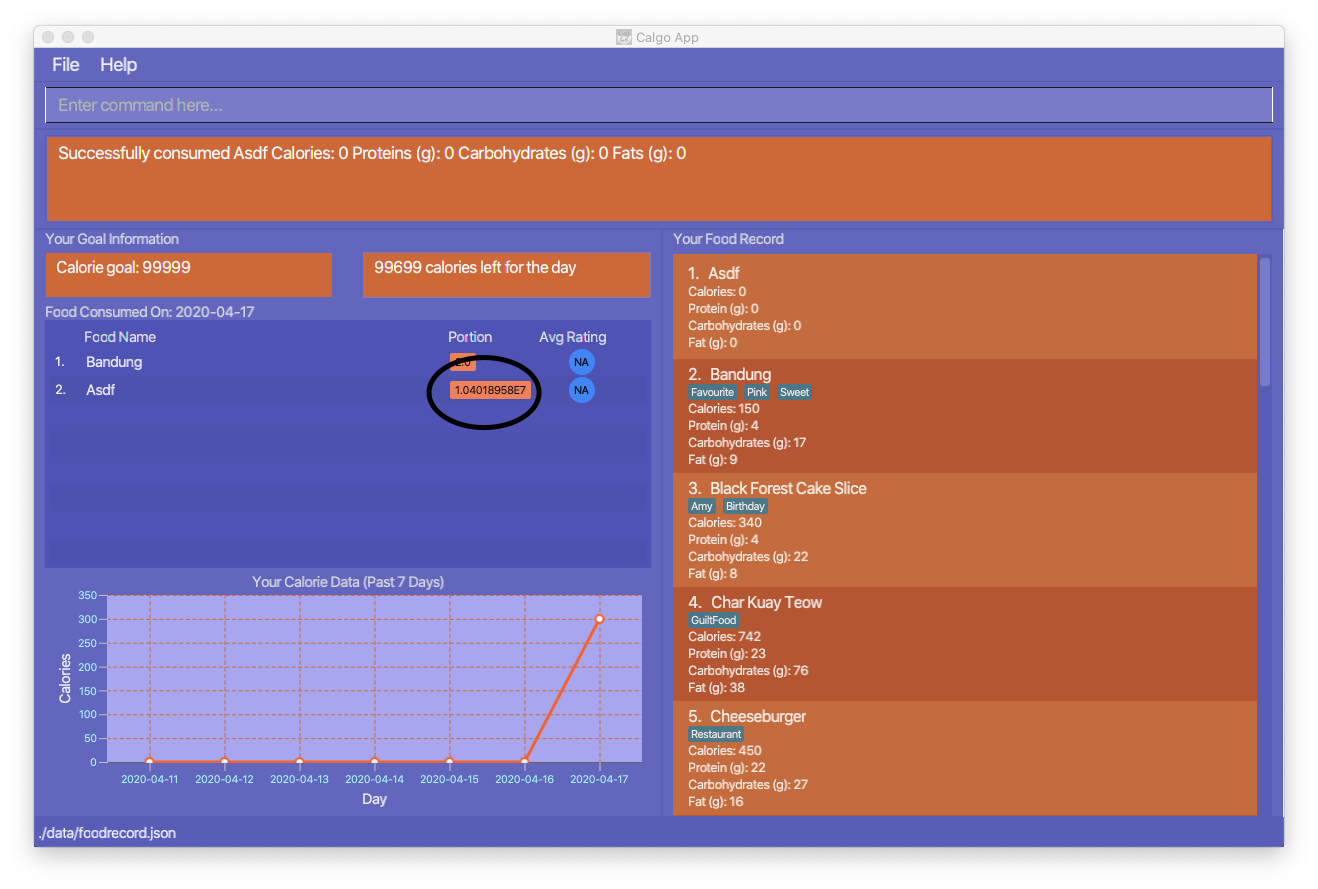 Calgo App
File Help
Enter command here...
Successfully consumed Asdf Calories: 0 Proteins (g): 0 Carbohydrates (g): 0 Fats (g): 0
Your Goal Information
Calorie goal: 99999
99699 calories left for the day
Food Consumed On: 2020-04-17
Food Name Portion Avg Rating
1. Bandung 2.0 NA
2. Asdf 1.04018958E7 NA
Your Calorie Data (Past 7 Days)
Calories
350
300
250
200
150
100
50
0
2020-04-11 2020-04-12 2020-04-13 2020-04-14 2020-04-15 2020-04-16 2020-04-17
Day
Your Food Record
1. Asdf
Calories: 0
Protein (g): 0
Carbohydrates (g): 0
Fat (g): 0
2. Bandung
Favourite Pink Sweet
Calories: 150
Protein (g): 4
Carbohydrates (g): 17
Fat (g): 9
3. Black Forest Cake Slice
Amy Birthday
Calories: 340
Protein (g): 4
Carbohydrates (g): 22
Fat (g): 8
4. Char Kuay Teow
GuiltFood
Calories: 742
Protein (g): 23
Carbohydrates (g): 76
Fat (g): 38
5. Cheeseburger
Restaurant
Calories: 450
Protein (g): 22
Carbohydrates (g): 27
Fat (g): 16
./data/foodrecord.json